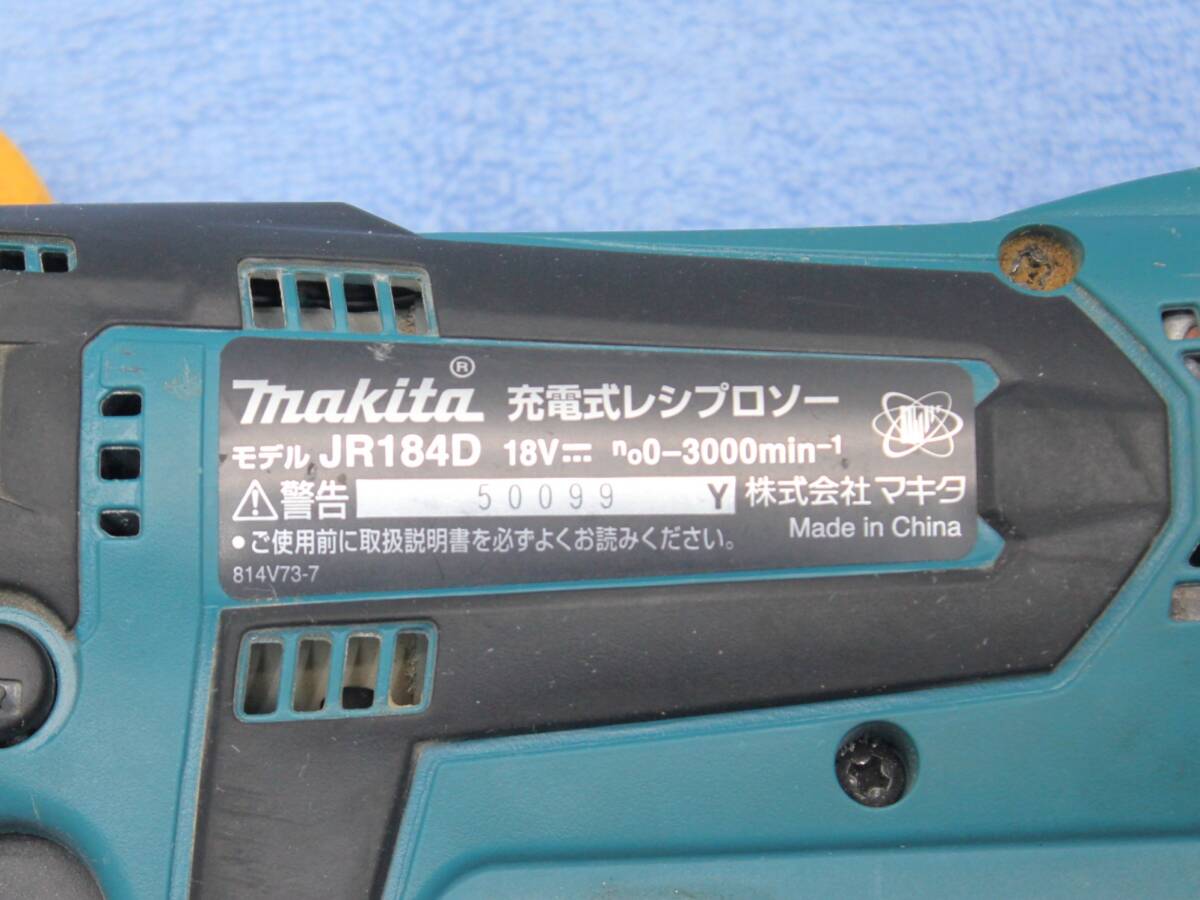 makita® 充電式レシプロソー
モデル JR184D 18V⎓ n₀0-3000min⁻¹
⚠警告 50099 Y 株式会社マキタ
●ご使用前に取扱説明書を必ずよくお読みください。 Made in China
814V73-7